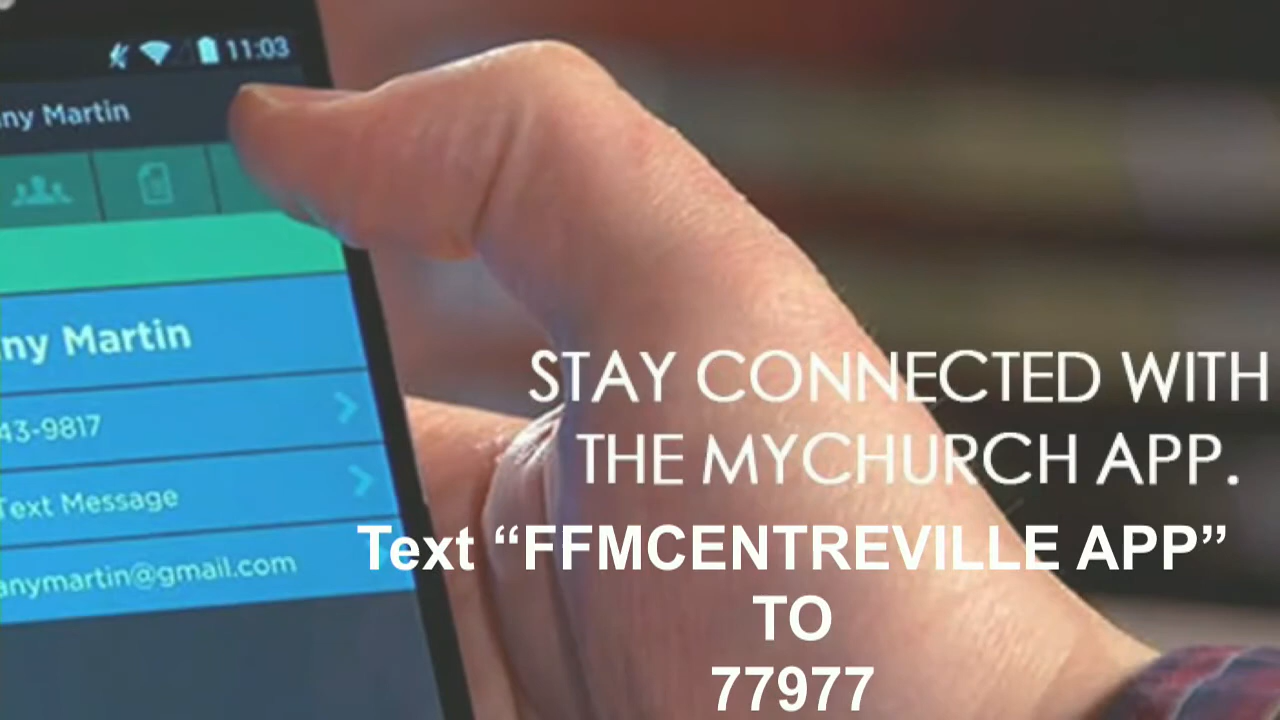 11:03
ny Martin
ny Martin
43-9817
Text Message
anymartin@gmail.com
STAY CONNECTED WITH
THE MYCHURCH APP.
Text “FFMCENTREVILLE APP”
TO
77977